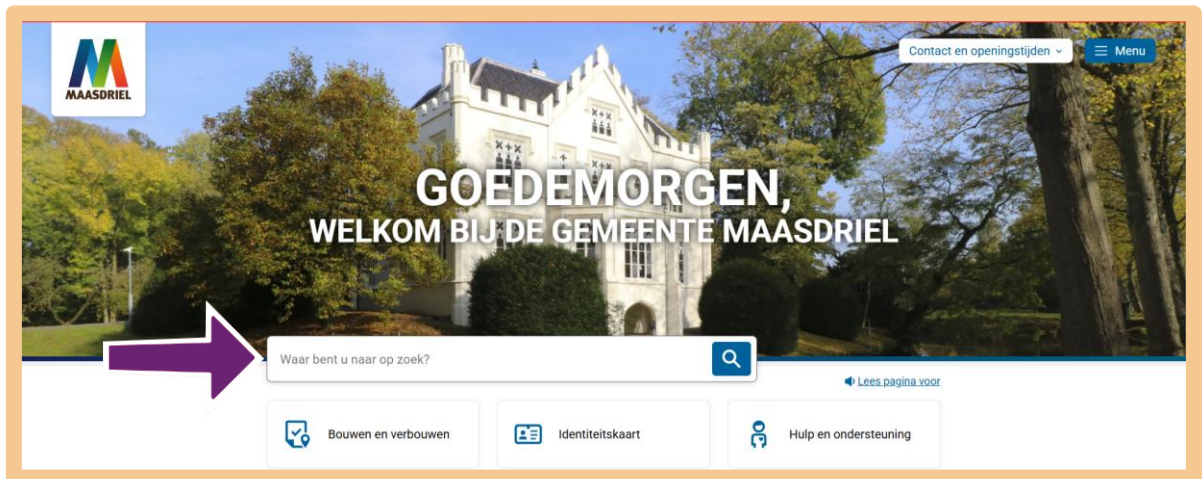 MAASDRIEL
Contact en openingstijden
Menu
GOEDEMORGEN,
WELKOM BIJ DE GEMEENTE MAASDRIEL
Waar bent u naar op zoek?
Lees pagina voor
Bouwen en verbouwen
Identiteitskaart
Hulp en ondersteuning